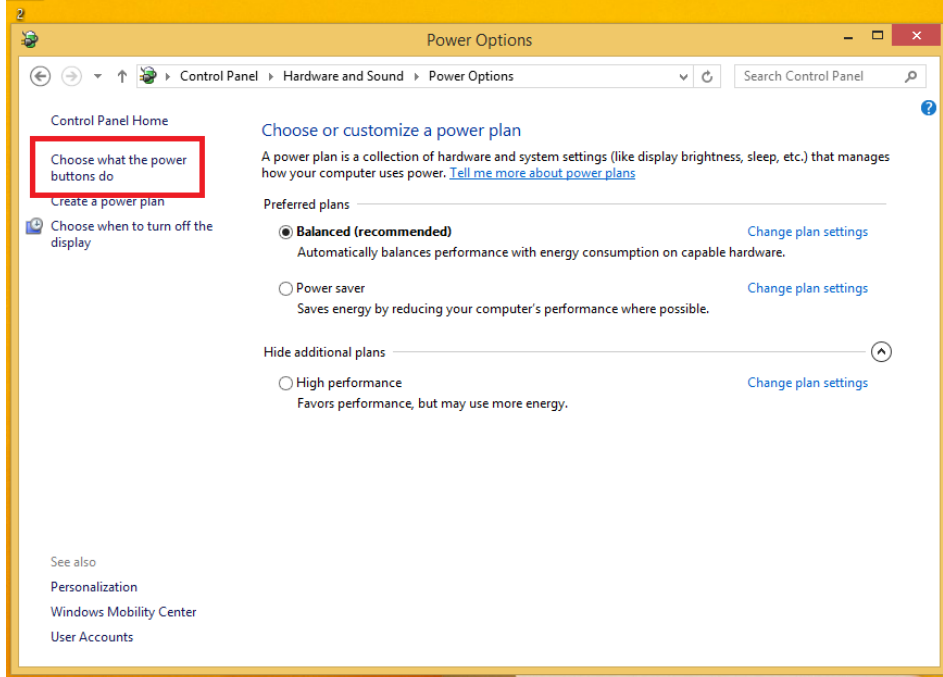 2
Power Options
Control Panel
Hardware and Sound
Power Options
Search Control Panel
Control Panel Home
Choose what the power
buttons do
Create a power plan
Choose when to turn off the
display
Choose or customize a power plan
A power plan is a collection of hardware and system settings (like display brightness, sleep, etc.) that manages
how your computer uses power. Tell me more about power plans
Preferred plans
Balanced (recommended)
Change plan settings
Automatically balances performance with energy consumption on capable hardware.
Power saver
Change plan settings
Saves energy by reducing your computer's performance where possible.
Hide additional plans
High performance
Change plan settings
Favors performance, but may use more energy.
See also
Personalization
Windows Mobility Center
User Accounts